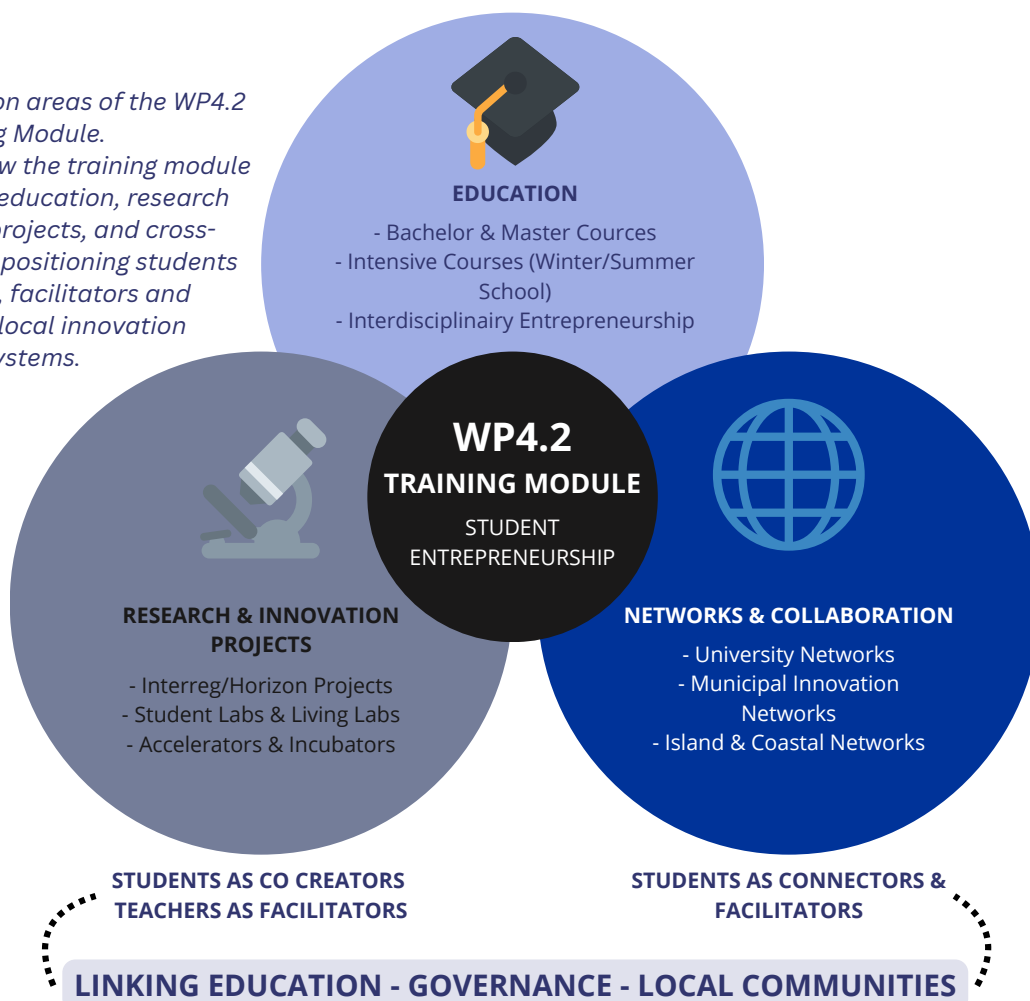 on areas of the WP4.2
g Module.
w the training module
education, research
projects, and cross-
positioning students
, facilitators and
local innovation
ystems.
EDUCATION
- Bachelor & Master Cources
- Intensive Courses (Winter/Summer
School)
- Interdisciplinairy Entrepreneurship
WP4.2
TRAINING MODULE
STUDENT
ENTREPRENEURSHIP
RESEARCH & INNOVATION
PROJECTS
- Interreg/Horizon Projects
- Student Labs & Living Labs
- Accelerators & Incubators
NETWORKS & COLLABORATION
- University Networks
- Municipal Innovation
Networks
- Island & Coastal Networks
STUDENTS AS CO CREATORS
TEACHERS AS FACILITATORS
STUDENTS AS CONNECTORS &
FACILITATORS
LINKING EDUCATION - GOVERNANCE - LOCAL COMMUNITIES